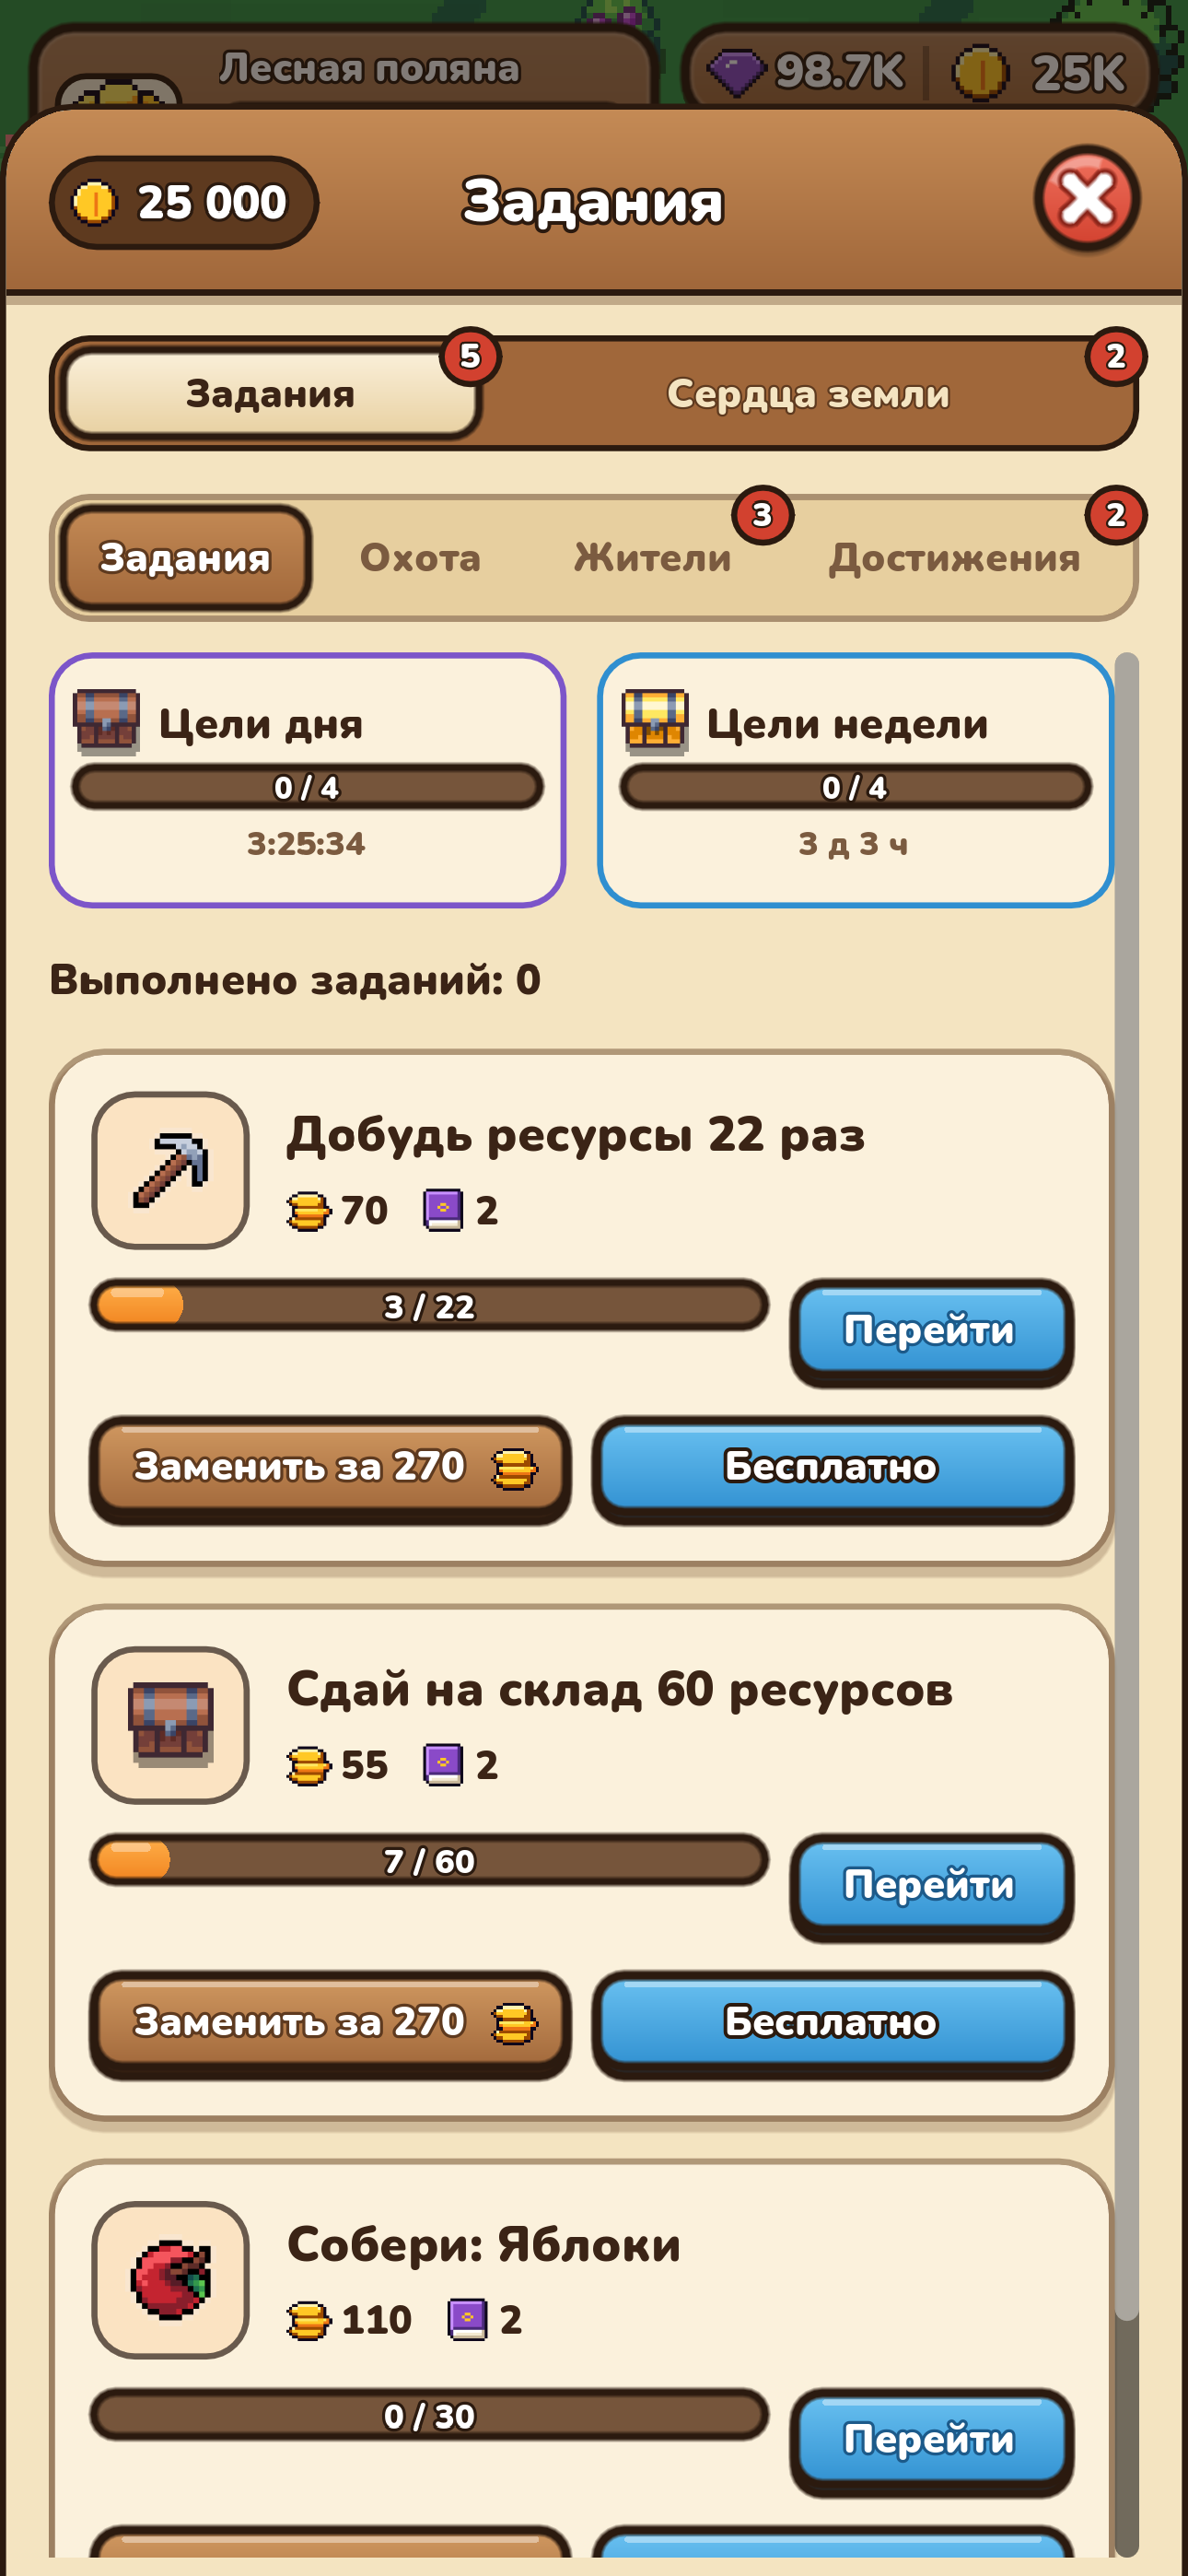 Лесная поляна
98.7K
25K
25 000
Задания
Задания
5
Сердца земли
2
Задания
Охота
Жители
3
Достижения
2
Цели дня
0 / 4
3:25:34
Цели недели
0 / 4
3 д 3 ч
Выполнено заданий: 0
Добудь ресурсы 22 раз
70
2
3 / 22
Перейти
Заменить за 270
Бесплатно
Сдай на склад 60 ресурсов
55
2
7 / 60
Перейти
Заменить за 270
Бесплатно
Собери: Яблоки
110
2
0 / 30
Перейти